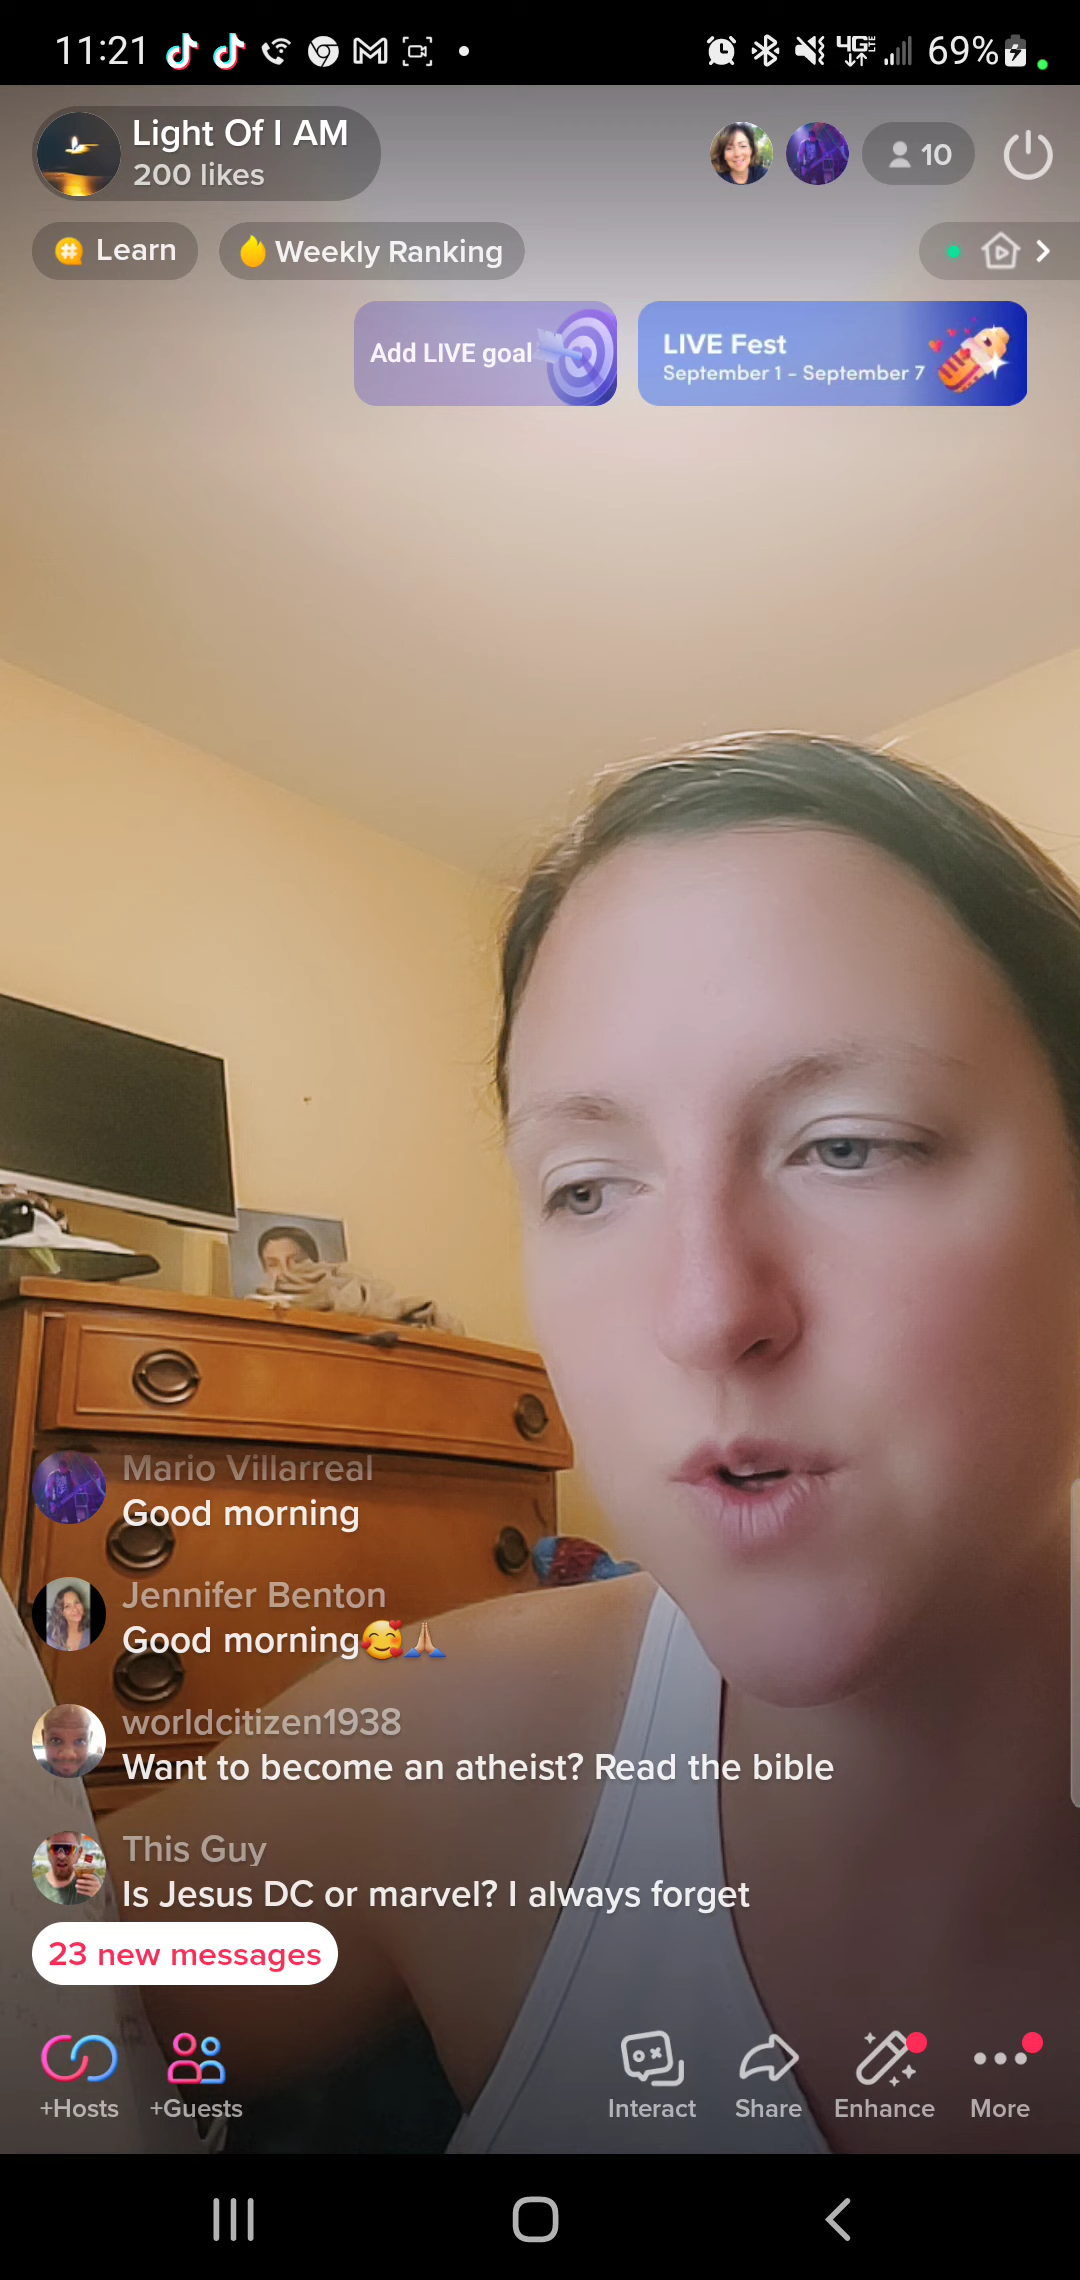 11:21
4G LTE 69%
Light Of I AM
200 likes
10
Learn
Weekly Ranking
Add LIVE goal
LIVE Fest
September 1 - September 7
Mario Villarreal
Good morning
Jennifer Benton
Good morning🥰🙏🏼
worldcitizen1938
Want to become an atheist? Read the bible
This Guy
Is Jesus DC or marvel? I always forget
23 new messages
+Hosts
+Guests
Interact
Share
Enhance
More